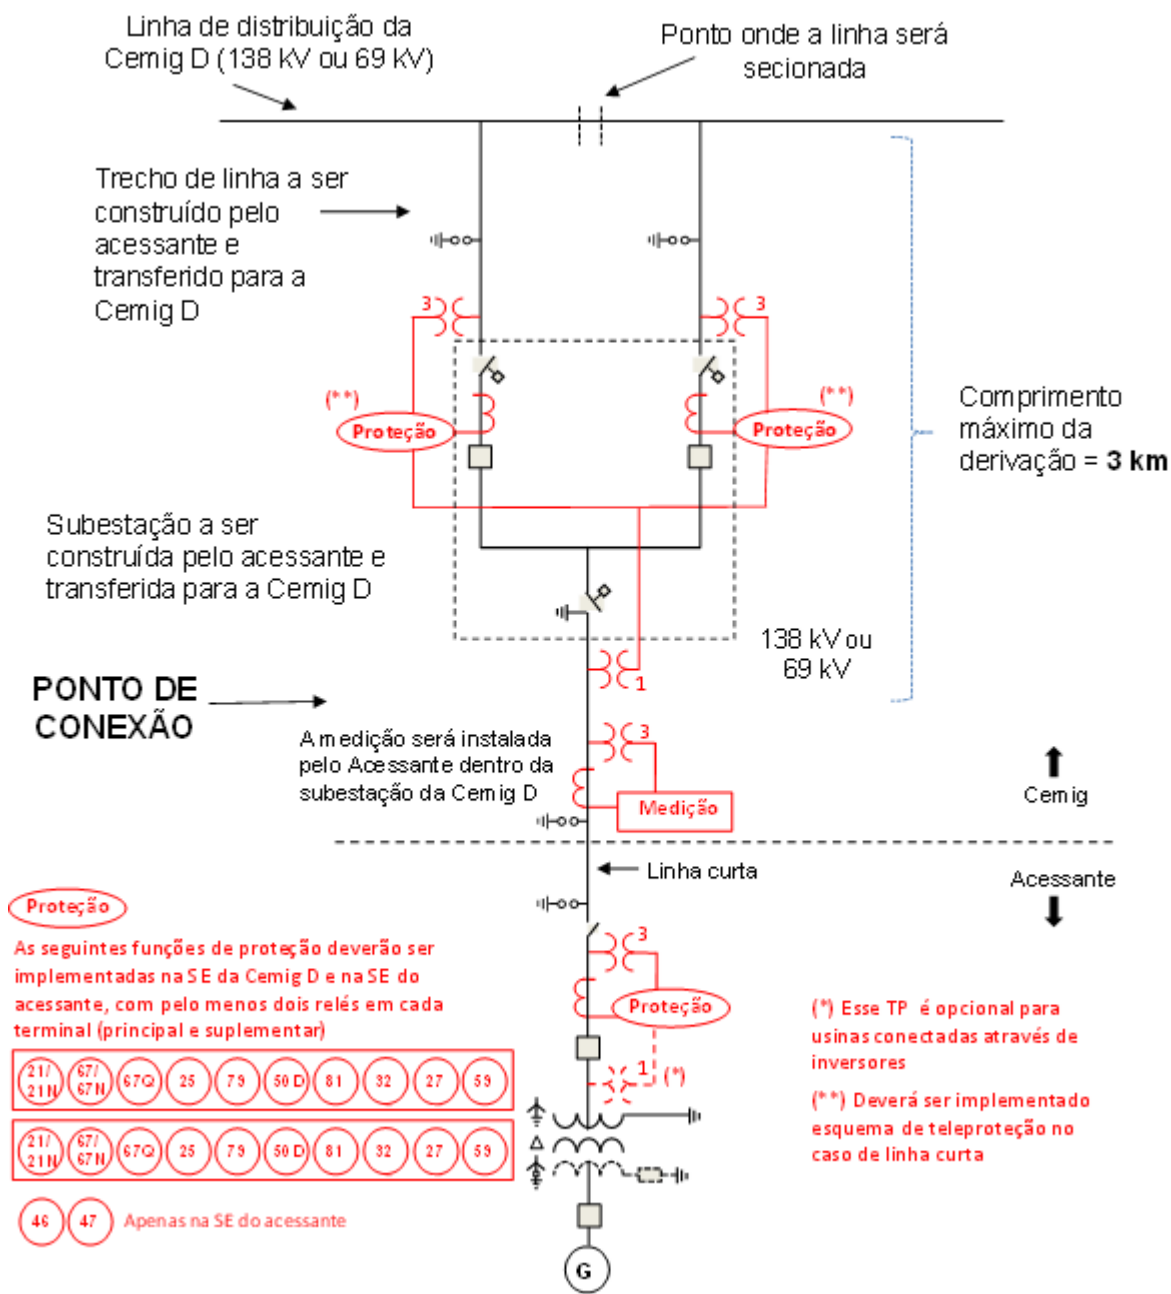 Linha de distribuição da
Cemig D (138 kV ou 69 kV)
Ponto onde a linha será
secionada
Trecho de linha a ser
construído pelo
acessante e
transferido para a
Cemig D
3
3
(**)
Proteção
(**)
Proteção
Comprimento
máximo da
derivação = 3 km
Subestação a ser
construída pelo acessante e
transferida para a Cemig D
138 kV ou
69 kV
1
PONTO DE
CONEXÃO
A medição será instalada
pelo Acessante dentro da
subestação da Cemig D
3
Medição
Cemig
Linha curta
Acessante
Proteção
As seguintes funções de proteção deverão ser
implementadas na SE da Cemig D e na SE do
acessante, com pelo menos dois relés em cada
terminal (principal e suplementar)
3
Proteção
1
(*)
(*) Esse TP é opcional para
usinas conectadas através de
inversores
(**) Deverá ser implementado
esquema de teleproteção no
caso de linha curta
21/21N 67/67N 67Q 25 79 50D 81 32 27 59
21/21N 67/67N 67Q 25 79 50D 81 32 27 59
46 47 Apenas na SE do acessante
G